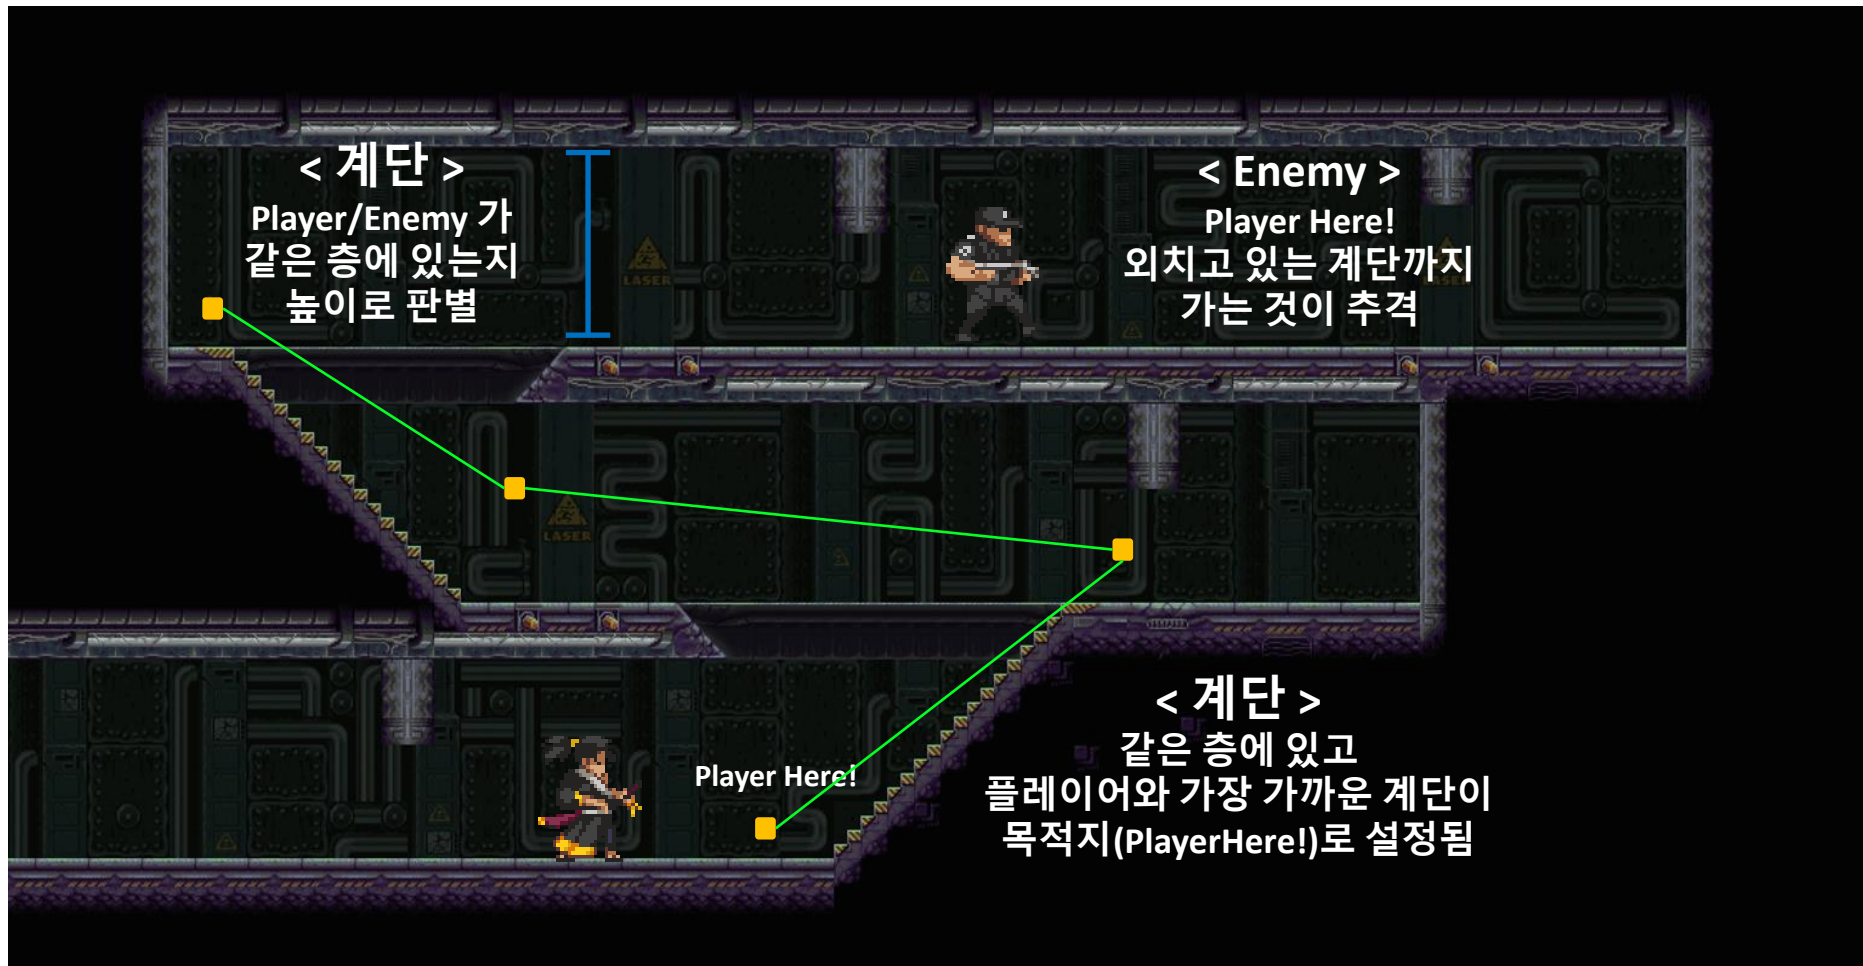 < 계단 >
Player/Enemy 가
같은 층에 있는지
높이로 판별
< Enemy >
Player Here!
외치고 있는 계단까지
가는 것이 추격
LASER
LASER
Player Here!
< 계단 >
같은 층에 있고
플레이어와 가장 가까운 계단이
목적지(PlayerHere!)로 설정됨